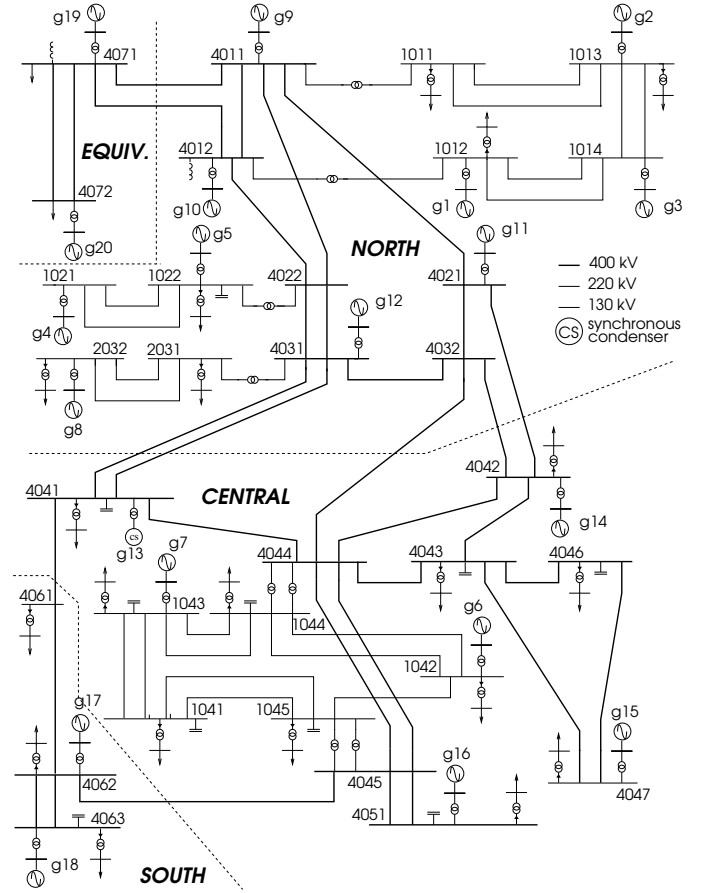 g19
g9
g2
4071
4011
1011
1013
EQUIV.
4012
1012
1014
4072
g10
g1
g3
g20
g5
NORTH
g11
1021
1022
4022
4021
400 kV
220 kV
130 kV
CS synchronous
condenser
g4
g12
2032
2031
4031
4032
g8
4041
CENTRAL
4042
cs
g13
g7
g14
4044
4043
4046
4061
1043
1044
g6
1042
g17
1041
1045
g15
4062
4045
g16
4047
4051
4063
g18
SOUTH